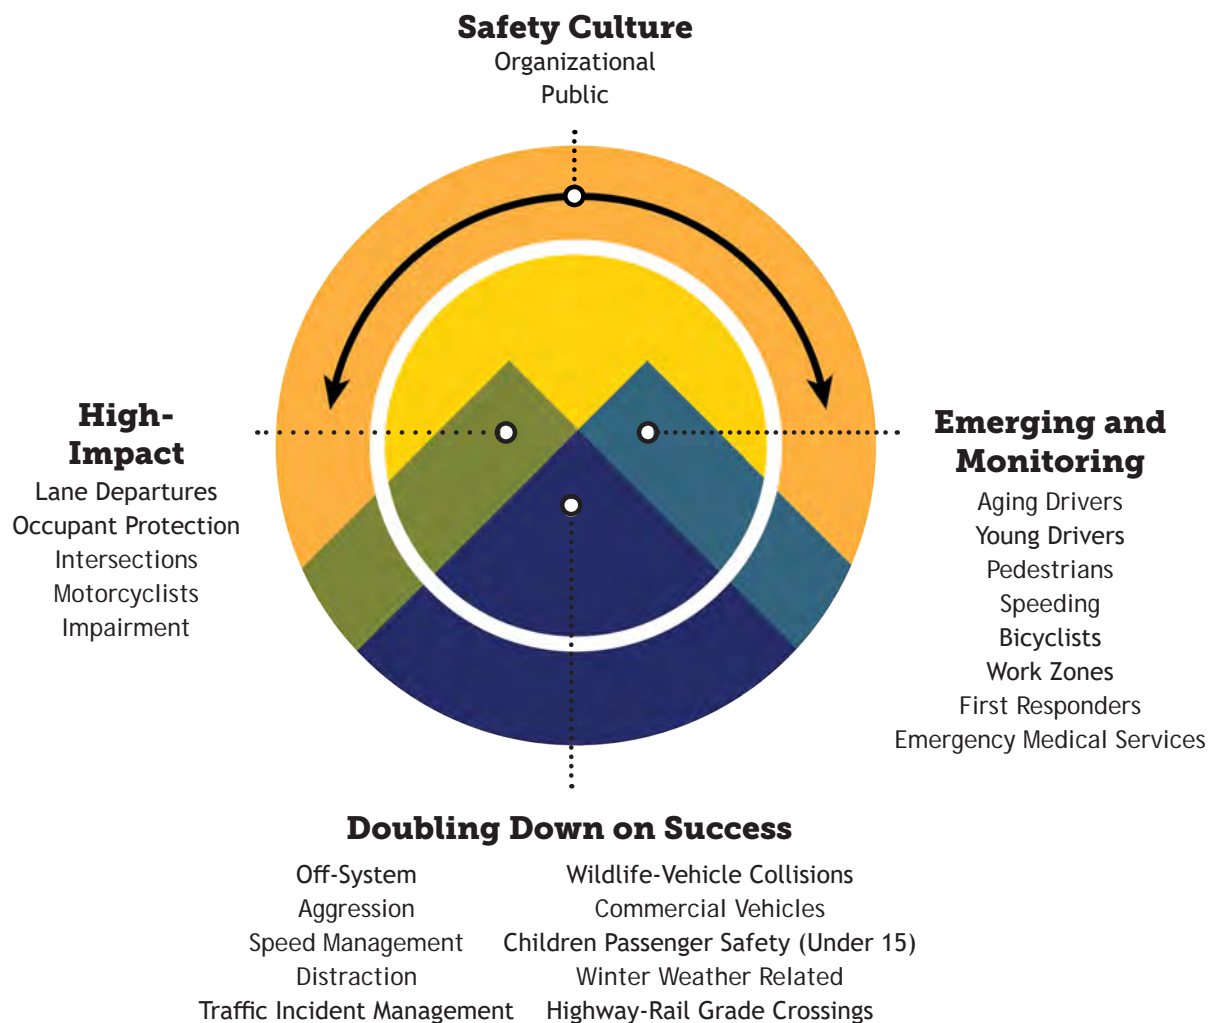 Safety Culture
Organizational
Public
High-
Impact
Lane Departures
Occupant Protection
Intersections
Motorcyclists
Impairment
Emerging and
Monitoring
Aging Drivers
Young Drivers
Pedestrians
Speeding
Bicyclists
Work Zones
First Responders
Emergency Medical Services
Doubling Down on Success
Off-System
Aggression
Speed Management
Distraction
Traffic Incident Management
Wildlife-Vehicle Collisions
Commercial Vehicles
Children Passenger Safety (Under 15)
Winter Weather Related
Highway-Rail Grade Crossings